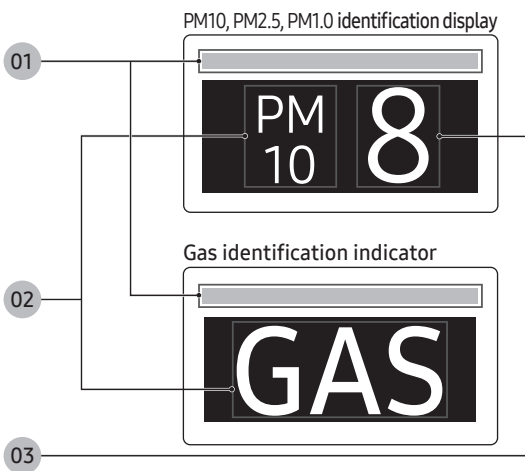 PM10, PM2.5, PM1.0 identification display
01
PM
10
8
Gas identification indicator
02
GAS
03